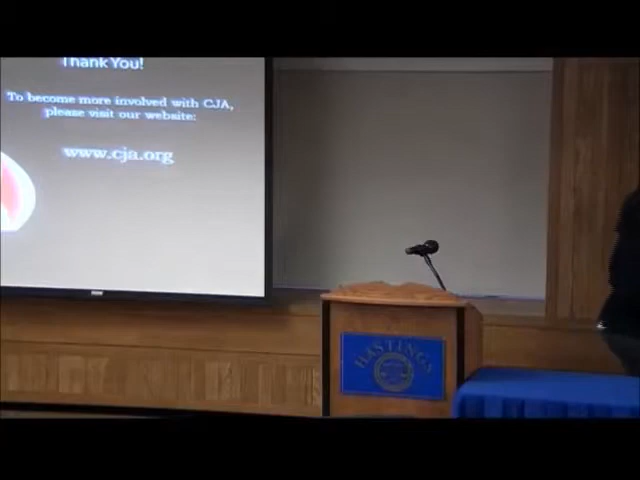 Thank You!
To become more involved with CJA,
please visit our website:
www.cja.org
HASTINGS